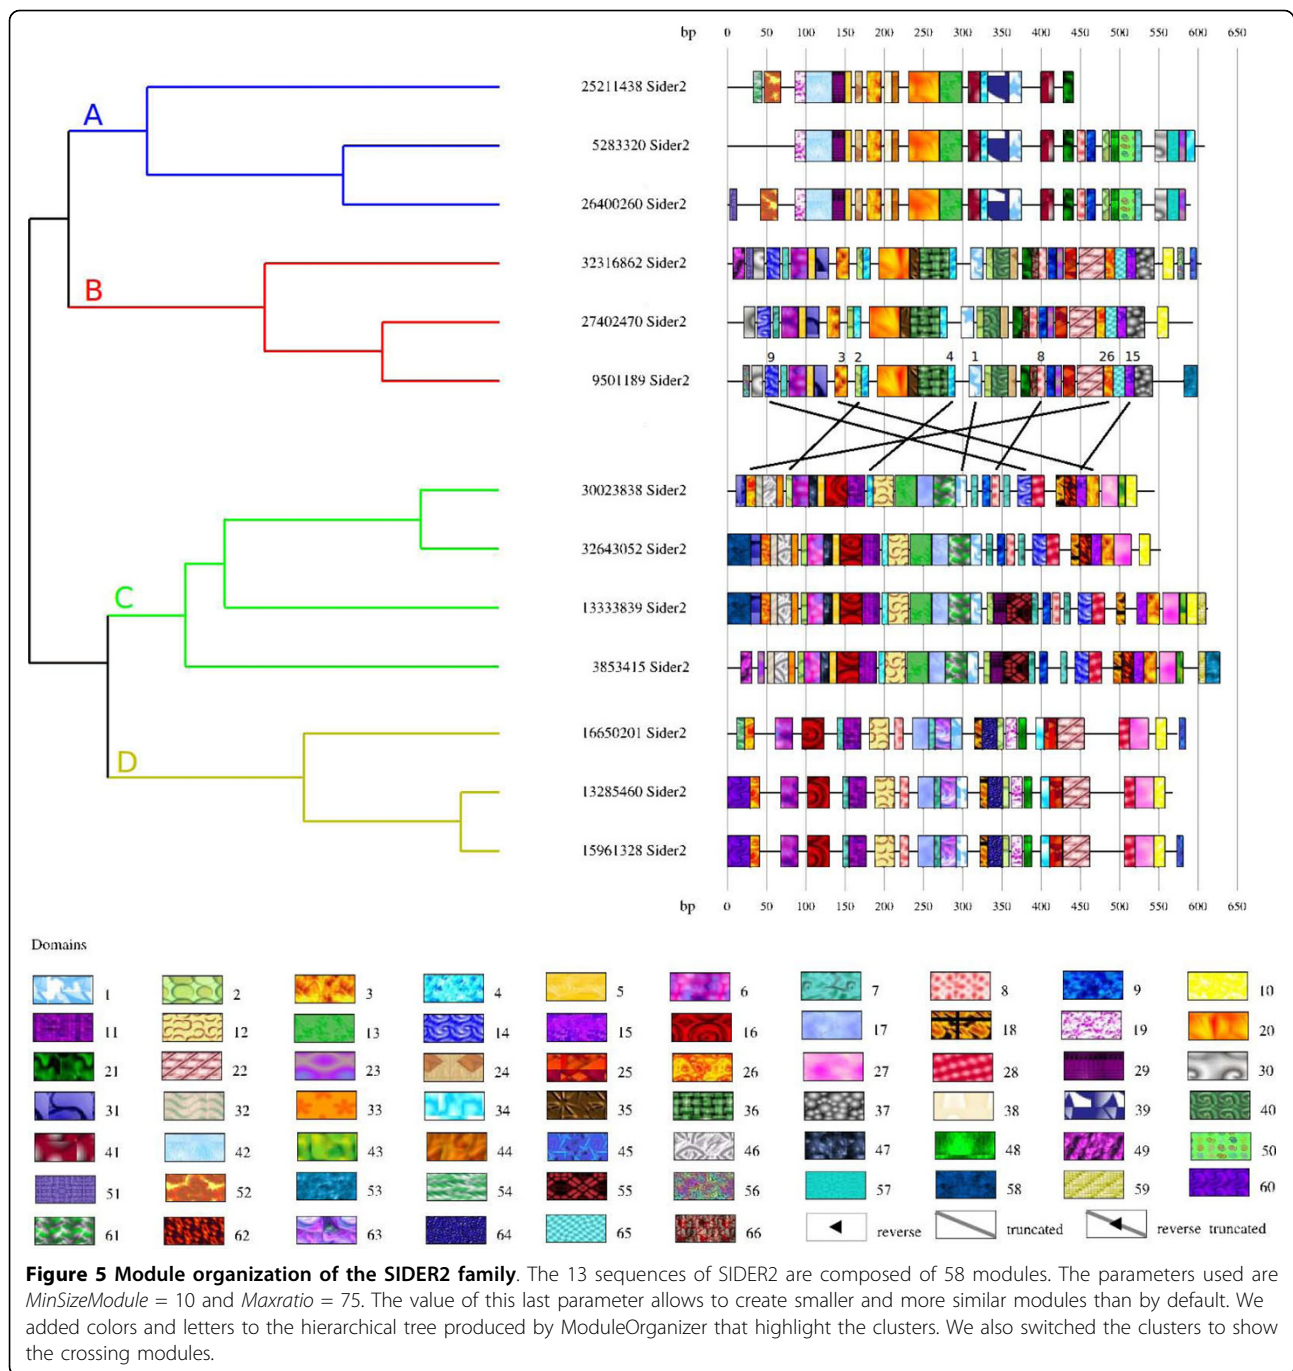 bp 0 50 100 150 200 250 300 350 400 450 500 550 600 650
25211438 Sider2
A
5283320 Sider2
26400260 Sider2
32316862 Sider2
B
27402470 Sider2
9 3 2 4 1 8 26 15
9501189 Sider2
30023838 Sider2
32643052 Sider2
C
13333839 Sider2
3853415 Sider2
16650201 Sider2
D
13285460 Sider2
15961328 Sider2
bp 0 50 100 150 200 250 300 350 400 450 500 550 600 650
Domains
1 2 3 4 5 6 7 8 9 10
11 12 13 14 15 16 17 18 19 20
21 22 23 24 25 26 27 28 29 30
31 32 33 34 35 36 37 38 39 40
41 42 43 44 45 46 47 48 49 50
51 52 53 54 55 56 57 58 59 60
61 62 63 64 65 66 reverse truncated reverse truncated
Figure 5 Module organization of the SIDER2 family. The 13 sequences of SIDER2 are composed of 58 modules. The parameters used are
MinSizeModule = 10 and Maxratio = 75. The value of this last parameter allows to create smaller and more similar modules than by default. We
added colors and letters to the hierarchical tree produced by ModuleOrganizer that highlight the clusters. We also switched the clusters to show
the crossing modules.